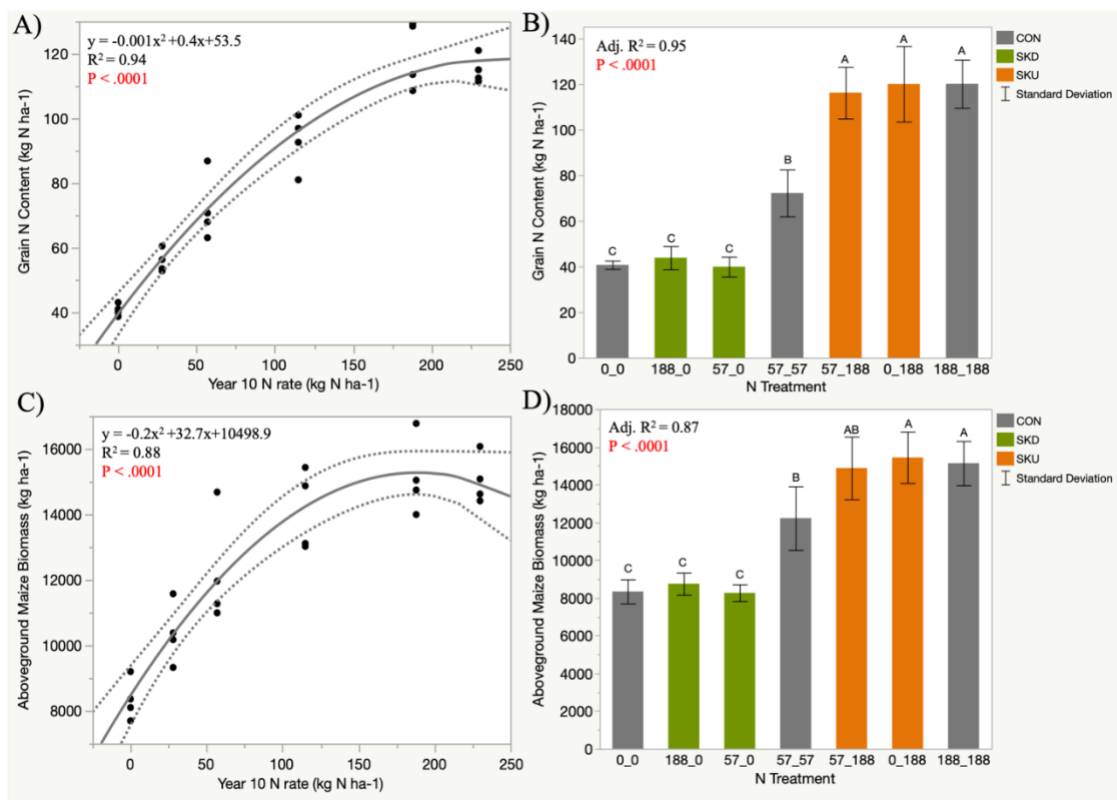 A)
y = -0.001x² +0.4x+53.5
R² = 0.94
P < .0001
120
100
80
60
40
0
50
100
150
200
250
Grain N Content (kg N ha-1)
Year 10 N rate (kg N ha-1)
B)
Adj. R² = 0.95
P <.0001
140
120
100
80
60
40
20
0
C
C
C
B
A
A
A
0_0
188_0
57_0
57_57
57_188
0_188
188_188
Grain N Content (kg N ha-1)
N Treatment
CON
SKD
SKU
Standard Deviation
C)
y = -0.2x² +32.7x+10498.9
R² = 0.88
P < .0001
16000
14000
12000
10000
8000
0
50
100
150
200
250
Aboveground Maize Biomass (kg ha-1)
Year 10 N rate (kg N ha-1)
D)
Adj. R² = 0.87
P <.0001
18000
16000
14000
12000
10000
8000
6000
4000
2000
0
C
C
C
B
AB
A
A
0_0
188_0
57_0
57_57
57_188
0_188
188_188
Aboveground Maize Biomass (kg ha-1)
N Treatment
CON
SKD
SKU
Standard Deviation